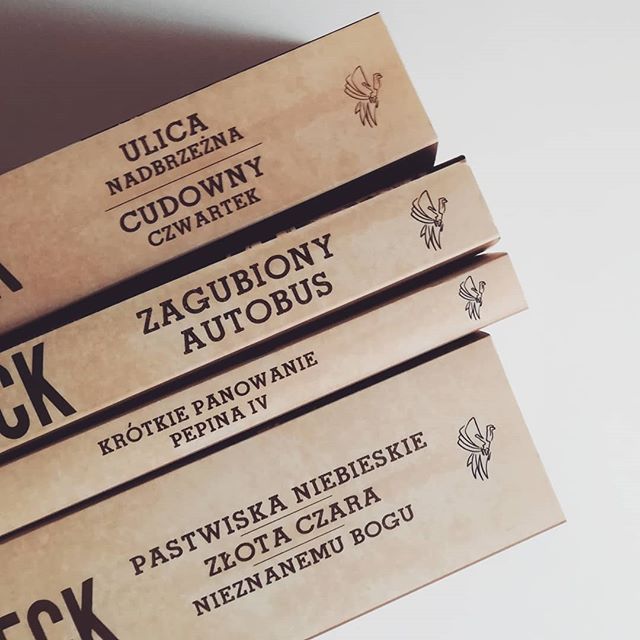 ULICA
NADBRZEŻNA
CUDOWNY
CZWARTEK
ZAGUBIONY
AUTOBUS
CK
KRÓTKIE PANOWANIE
PEPINA IV
PASTWISKA NIEBIESKIE
ZŁOTA CZARA
NIEZNANEMU BOGU
ECK